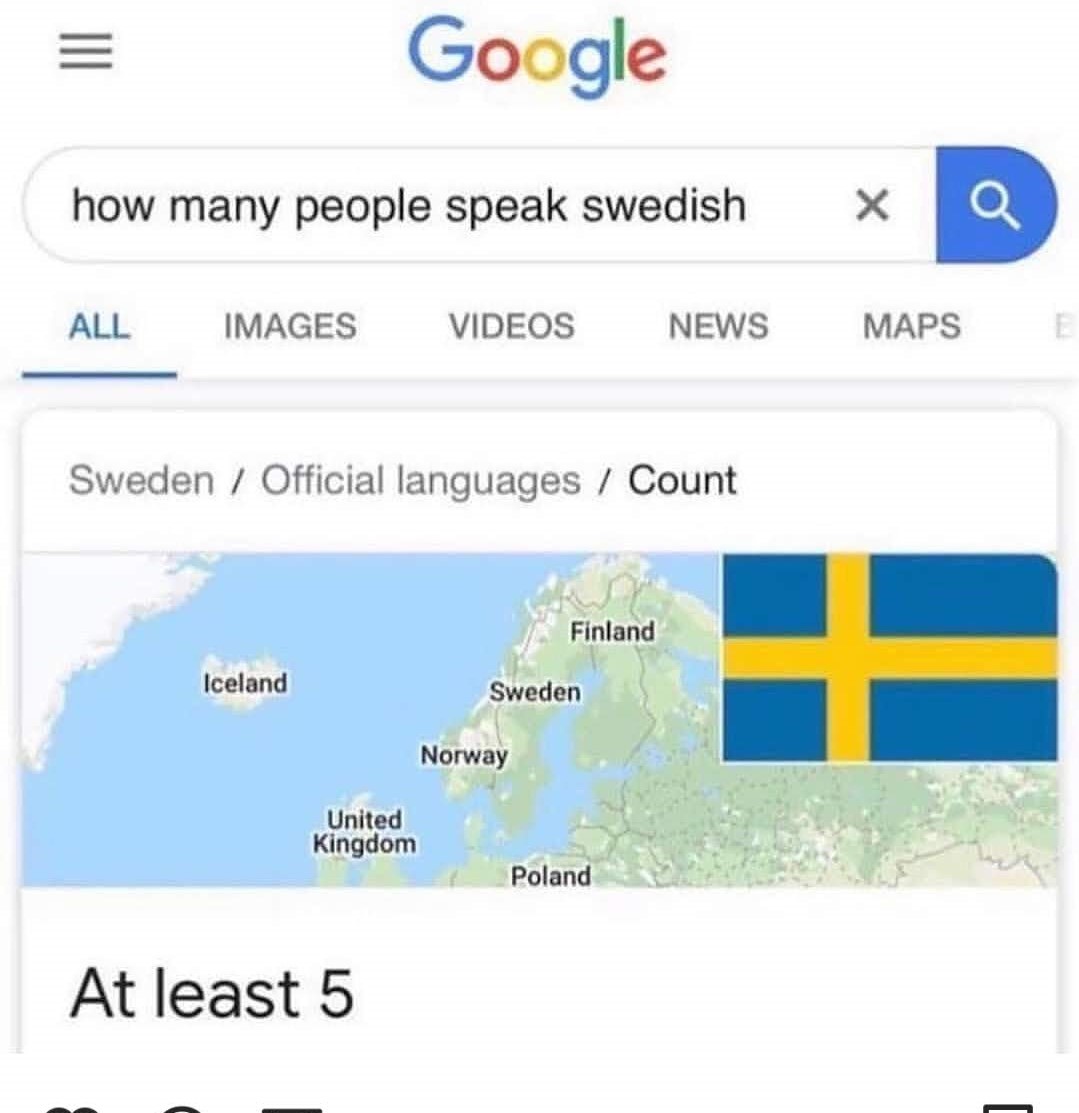 Google
how many people speak swedish
ALL IMAGES VIDEOS NEWS MAPS
Sweden / Official languages / Count
Finland
Iceland
Sweden
Norway
United
Kingdom
Poland
At least 5